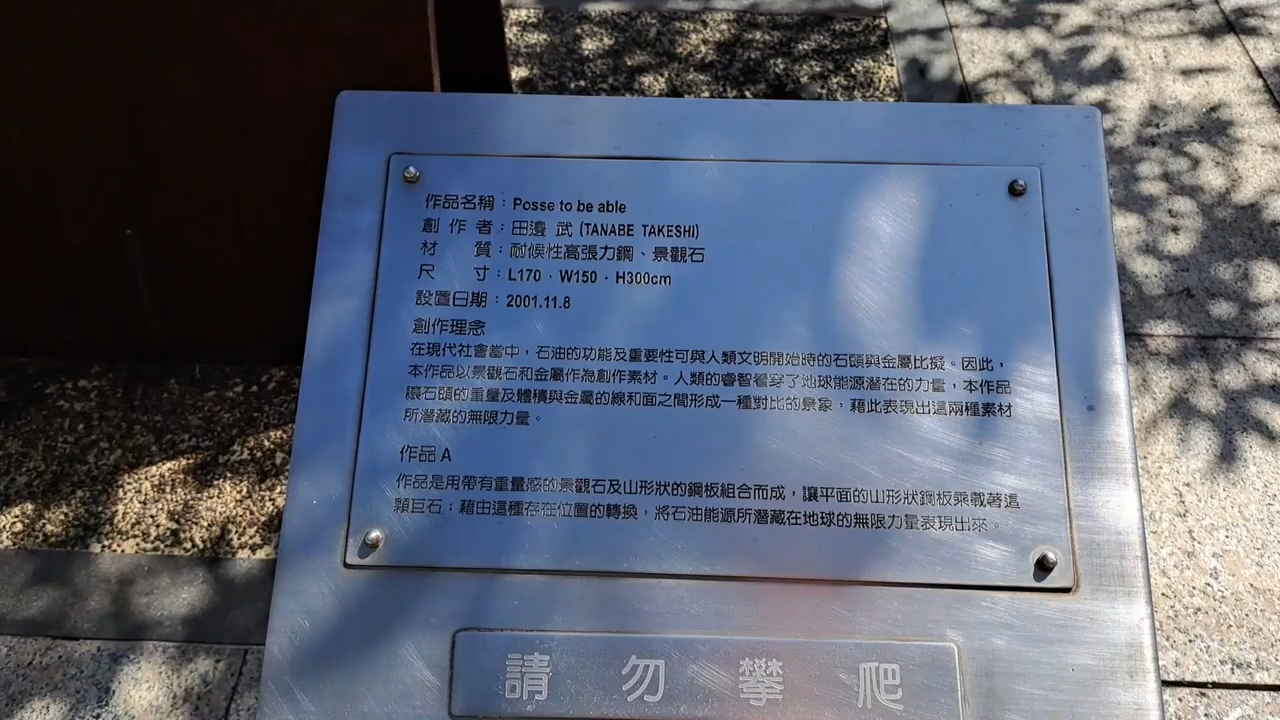 作品名稱：Posse to be able
創 作 者：田邊 武 (TANABE TAKESHI)
材　　質：耐候性高張力鋼、景觀石
尺　　寸：L170．W150．H300cm
設置日期：2001.11.8
創作理念
在現代社會當中，石油的功能及重要性可與人類文明開始時的石頭與金屬比擬。因此，
本作品以景觀石和金屬作為創作素材。人類的睿智看穿了地球能源潛在的力量，本作品
讓石頭的重量及體積與金屬的線和面之間形成一種對比的景象，藉此表現出這兩種素材
所潛藏的無限力量。
作品 A
作品是用帶有重量感的景觀石及山形狀的鋼板組合而成，讓平面的山形狀鋼板乘載著這
顆巨石；藉由這種存在位置的轉換，將石油能源所潛藏在地球的無限力量表現出來。
請 勿 攀 爬